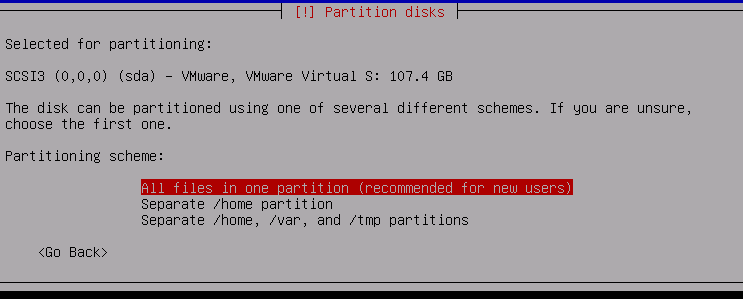 [!] Partition disks
Selected for partitioning:
SCSI3 (0,0,0) (sda) - VMware, VMware Virtual S: 107.4 GB
The disk can be partitioned using one of several different schemes. If you are unsure,
choose the first one.
Partitioning scheme:
All files in one partition (recommended for new users)
Separate /home partition
Separate /home, /var, and /tmp partitions
<Go Back>